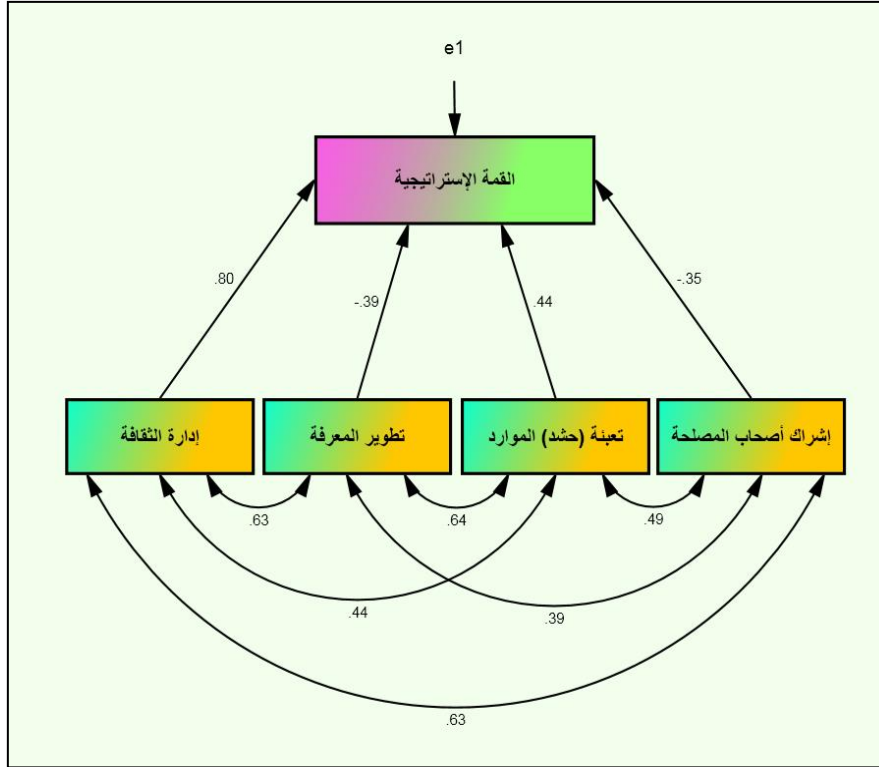 e1
القمة الإستراتيجية
.80
-.39
.44
-.35
إدارة الثقافة
تطوير المعرفة
تعبئة (حشد) الموارد
إشراك أصحاب المصلحة
.63
.64
.49
.44
.39
.63